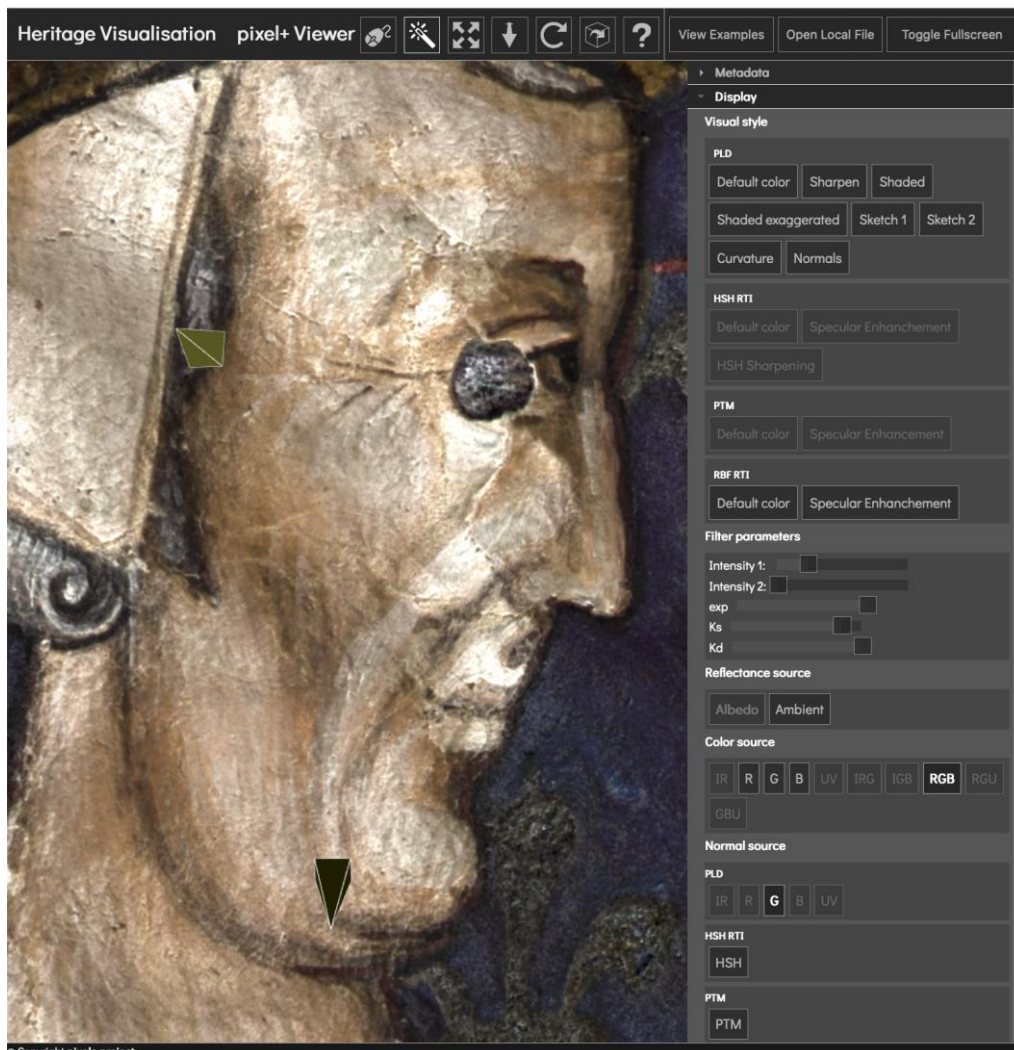 Heritage Visualisation pixel+ Viewer ? View Examples Open Local File Toggle Fullscreen
Metadata
Display
Visual style
PLD
Default color Sharpen Shaded
Shaded exaggerated Sketch 1 Sketch 2
Curvature Normals
HSH RTI
Default color Specular Enhanchement
HSH Sharpening
PTM
Default color Specular Enhancement
RBF RTI
Default color Specular Enhanchement
Filter parameters
Intensity 1:
Intensity 2:
exp
Ks
Kd
Reflectance source
Albedo Ambient
Color source
IR R G B UV IRG IGB RGB RGU
GBU
Normal source
PLD
IR R G B UV
HSH RTI
HSH
PTM
PTM